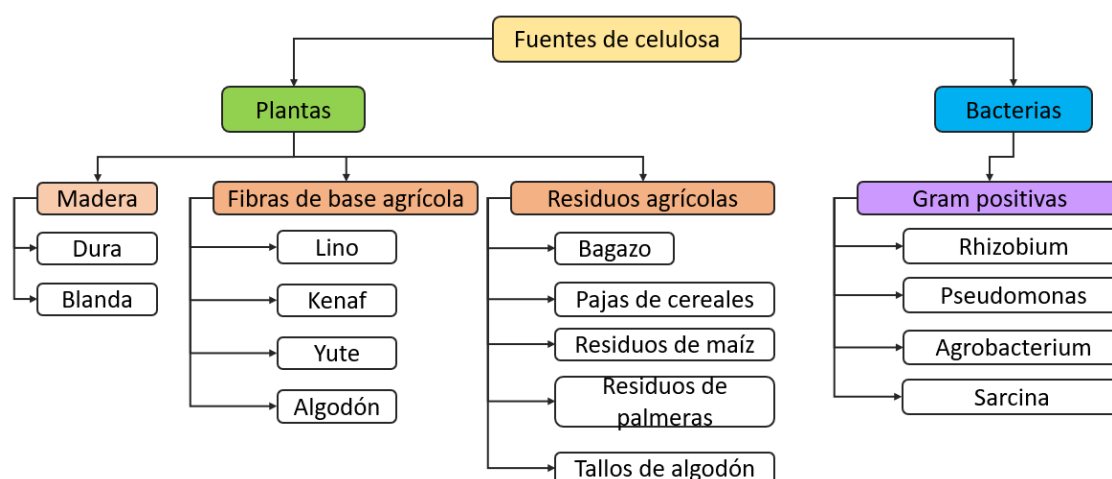 Fuentes de celulosa
Plantas
Bacterias
Madera
Fibras de base agrícola
Residuos agrícolas
Gram positivas
Dura
Blanda
Lino
Kenaf
Yute
Algodón
Bagazo
Pajas de cereales
Residuos de maíz
Residuos de
palmeras
Tallos de algodón
Rhizobium
Pseudomonas
Agrobacterium
Sarcina